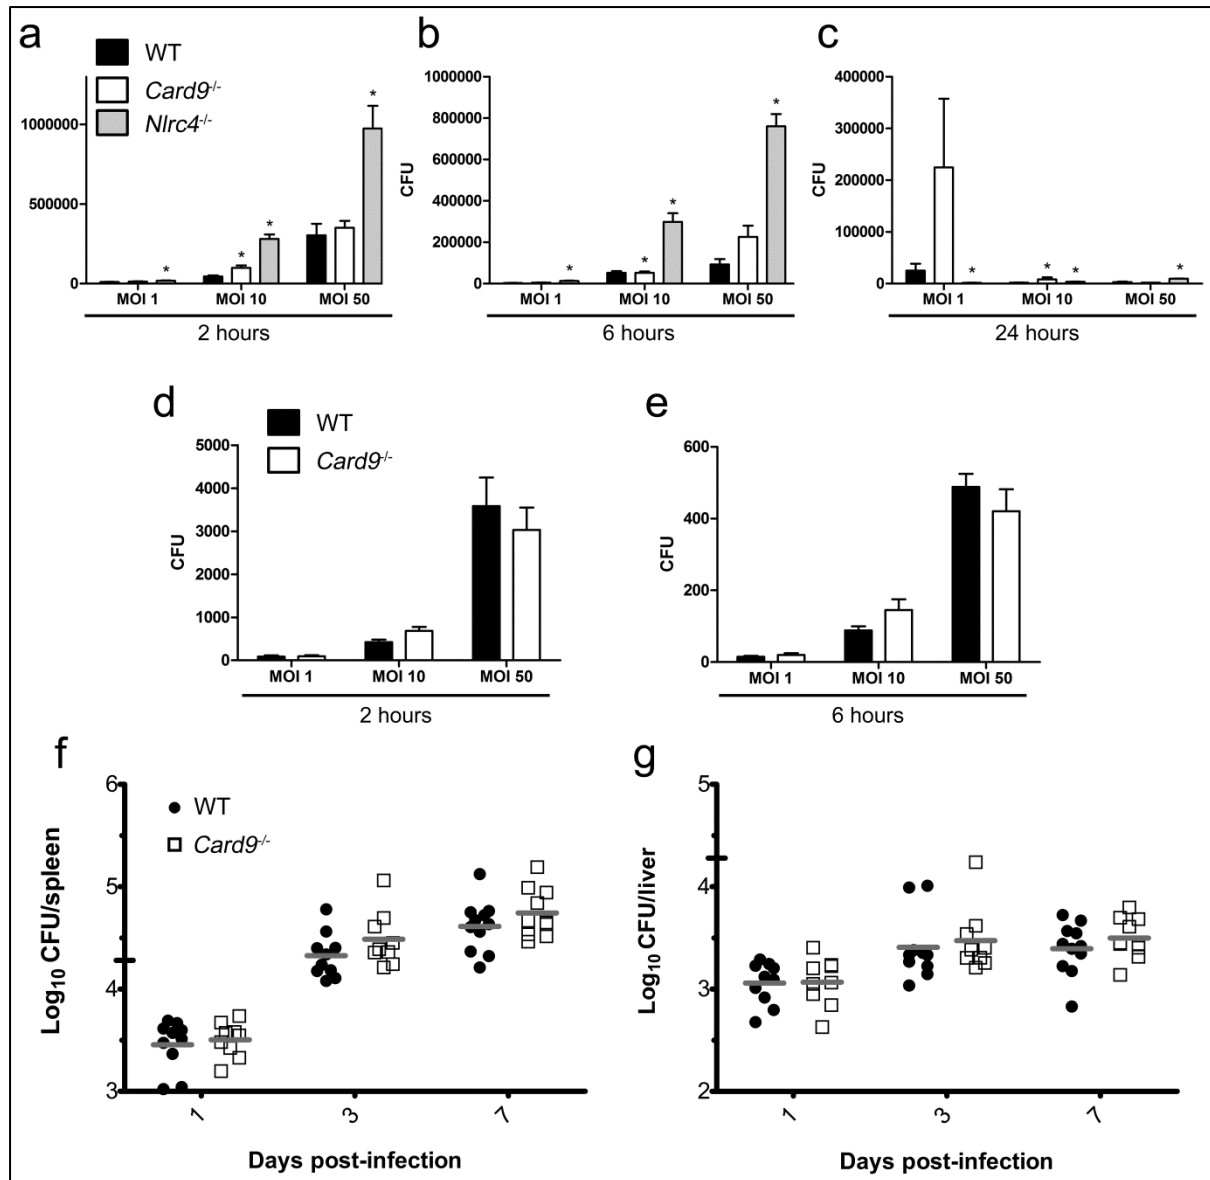 a
WT
Card9-/-
Nlrc4-/-
1000000
500000
0
*
*
*
*
MOI 1 MOI 10 MOI 50
2 hours
b
CFU
1000000
800000
600000
400000
200000
0
*
*
*
*
MOI 1 MOI 10 MOI 50
6 hours
c
CFU
400000
300000
200000
100000
0
*
*
*
*
MOI 1 MOI 10 MOI 50
24 hours
d
WT
Card9-/-
CFU
5000
4000
3000
2000
1000
0
MOI 1 MOI 10 MOI 50
2 hours
e
CFU
600
400
200
0
MOI 1 MOI 10 MOI 50
6 hours
f
WT
Card9-/-
Log10 CFU/spleen
6
5
4
3
1 3 7
Days post-infection
g
Log10 CFU/liver
5
4
3
2
1 3 7
Days post-infection